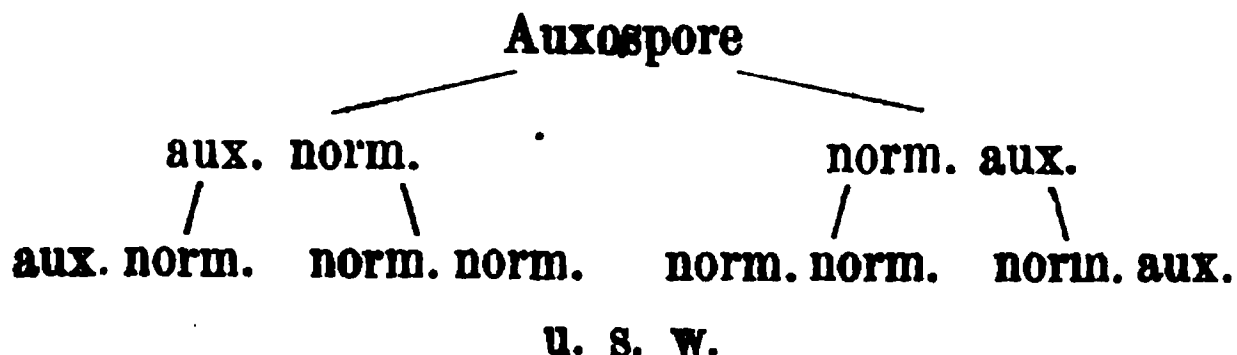 Auxospore
aux. norm. norm. aux.
aux. norm. norm. norm. norm. norm. norm. aux.
u. s. w.